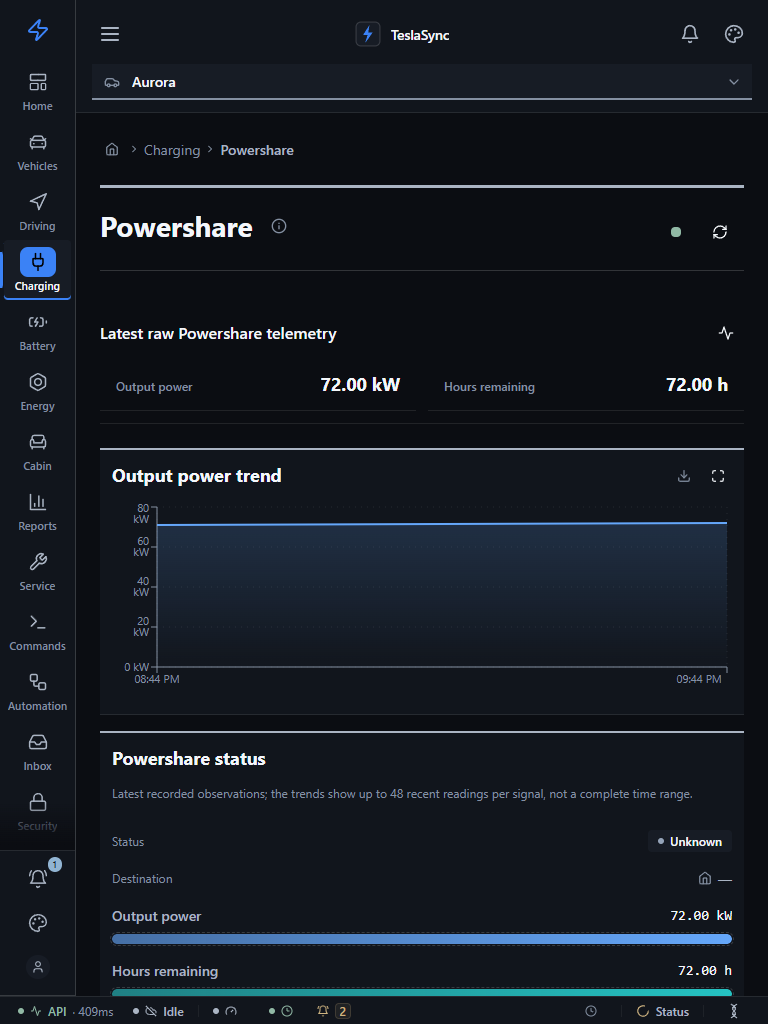 TeslaSync
Aurora
Home
Vehicles
Driving
Charging
Battery
Energy
Cabin
Reports
Service
Commands
Automation
Inbox
Security
1
Charging
Powershare
Powershare
Latest raw Powershare telemetry
Output power
72.00 kW
Hours remaining
72.00 h
Output power trend
80
kW
60
kW
40
kW
20
kW
0 kW
08:44 PM
09:44 PM
Powershare status
Latest recorded observations; the trends show up to 48 recent readings per signal, not a complete time range.
Status
Unknown
Destination
—
Output power
72.00 kW
Hours remaining
72.00 h
API · 409ms
Idle
2
Status